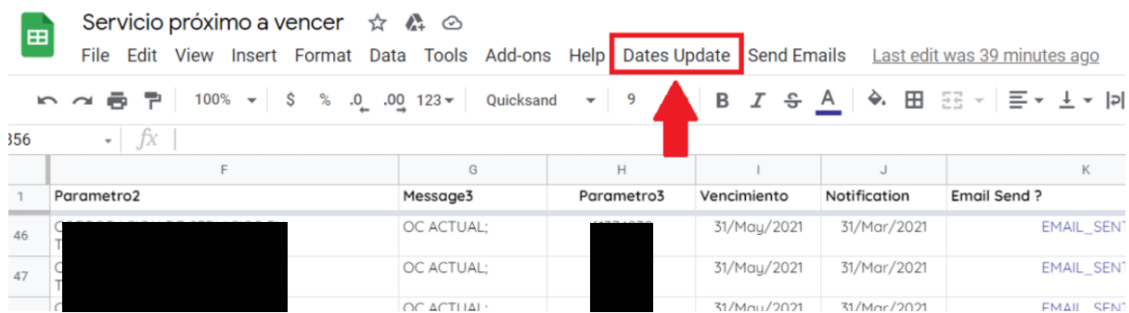 Servicio próximo a vencer
File Edit View Insert Format Data Tools Add-ons Help Dates Update Send Emails Last edit was 39 minutes ago
100% $ % .0 .00 123 Quicksand 9 B I S A
356 fx
F G H I J K
1 Parametro2 Message3 Parametro3 Vencimiento Notification Email Send ?
46 OC ACTUAL; 31/May/2021 31/Mar/2021 EMAIL_SENT
47 OC ACTUAL; 31/May/2021 31/Mar/2021 EMAIL_SENT
OC ACTUAL; 31/May/2021 31/Mar/2021 EMAIL_SENT